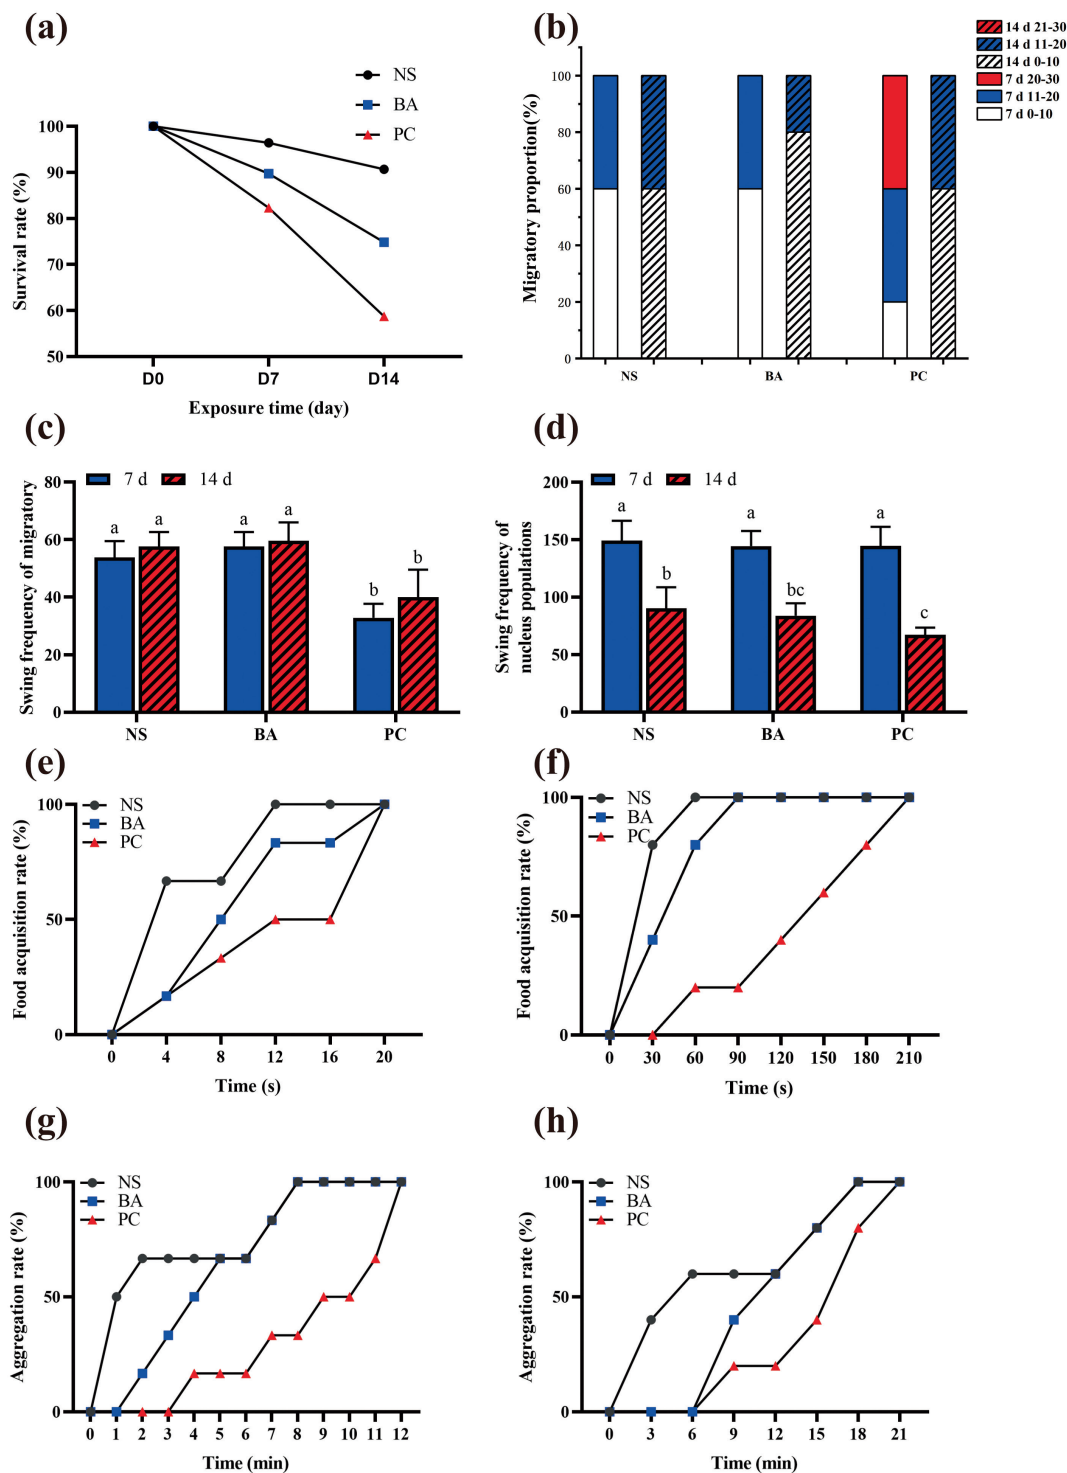 (a)
NS
BA
PC
100
90
80
70
60
50
Survival rate (%)
D0 D7 D14
Exposure time (day)
(b)
14 d 21-30
14 d 11-20
14 d 0-10
7 d 20-30
7 d 11-20
7 d 0-10
100
80
60
40
20
0
Migratory proportion(%)
NS BA PC
(c)
7 d 14 d
80
60
40
20
0
Swing frequency of migratory
a a a a b b
NS BA PC
(d)
7 d 14 d
200
150
100
50
0
Swing frequency of
nucleus populations
a b a bc a c
NS BA PC
(e)
NS
BA
PC
100
50
0
Food acquisition rate (%)
0 4 8 12 16 20
Time (s)
(f)
NS
BA
PC
100
50
0
Food acquisition rate (%)
0 30 60 90 120 150 180 210
Time (s)
(g)
NS
BA
PC
100
50
0
Aggregation rate (%)
0 1 2 3 4 5 6 7 8 9 10 11 12
Time (min)
(h)
NS
BA
PC
100
50
0
Aggregation rate (%)
0 3 6 9 12 15 18 21
Time (min)